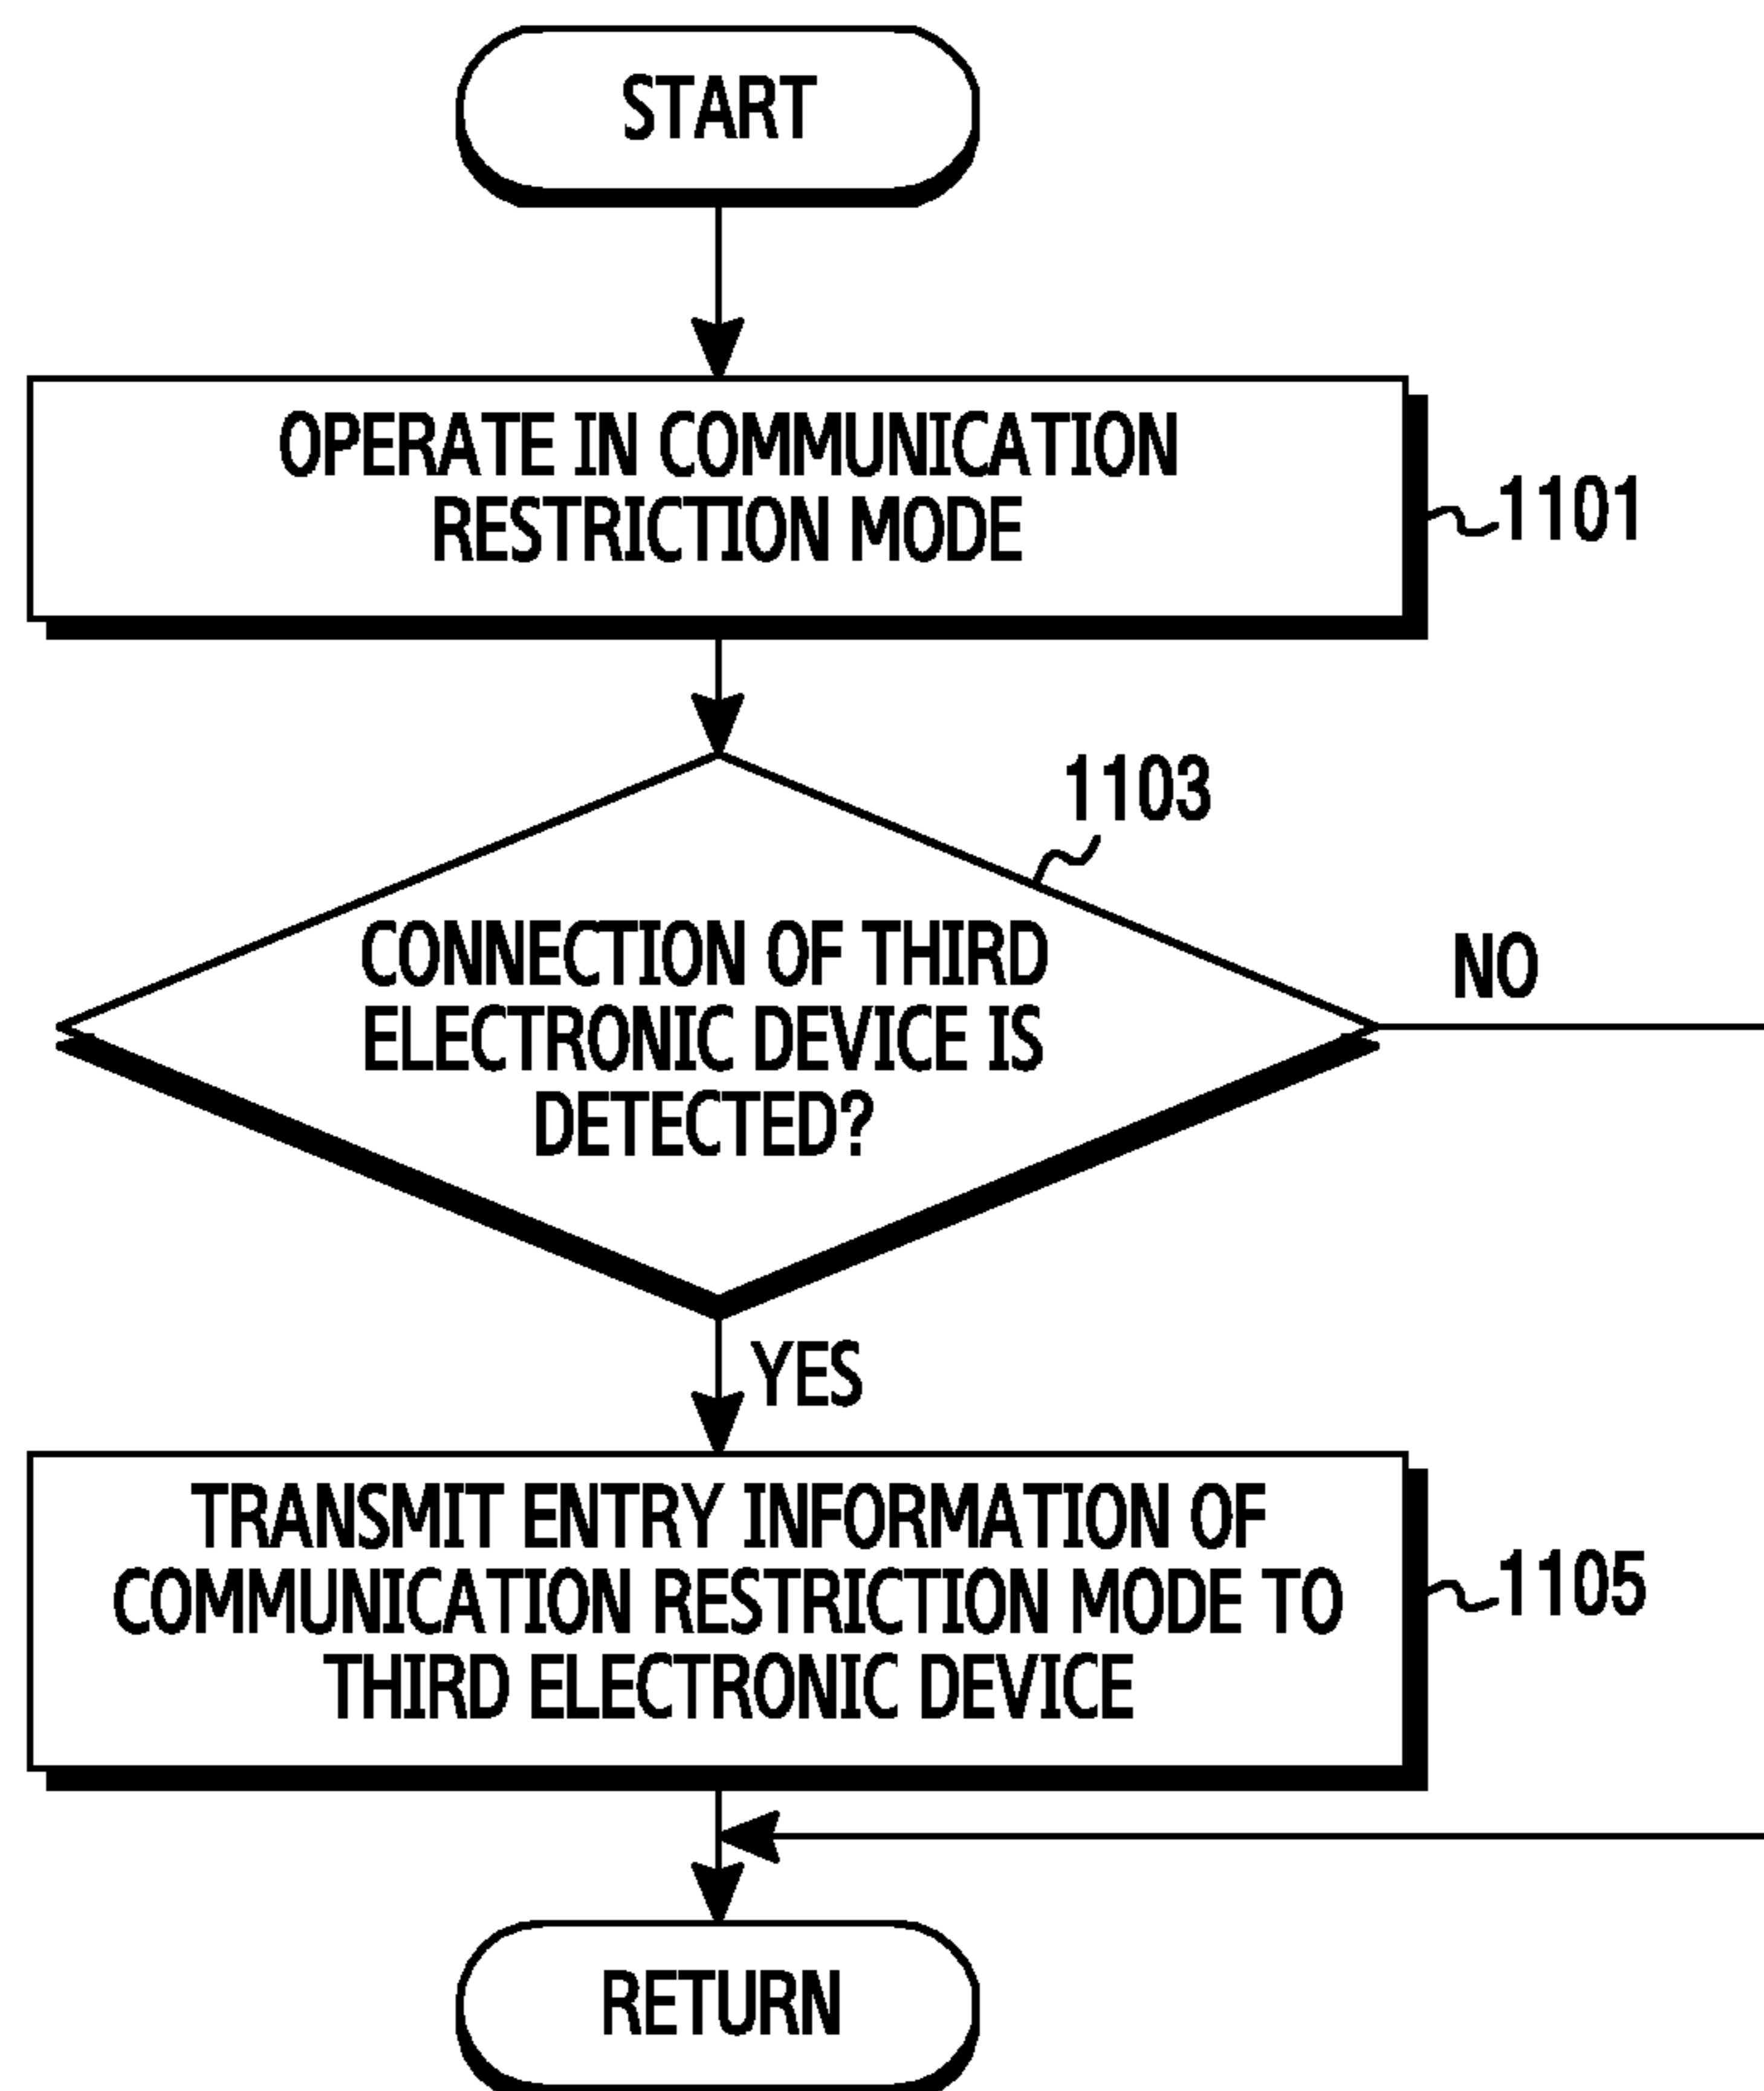 START
OPERATE IN COMMUNICATION
RESTRICTION MODE
1101
1103
CONNECTION OF THIRD
ELECTRONIC DEVICE IS
DETECTED?
NO
YES
TRANSMIT ENTRY INFORMATION OF
COMMUNICATION RESTRICTION MODE TO
THIRD ELECTRONIC DEVICE
1105
RETURN